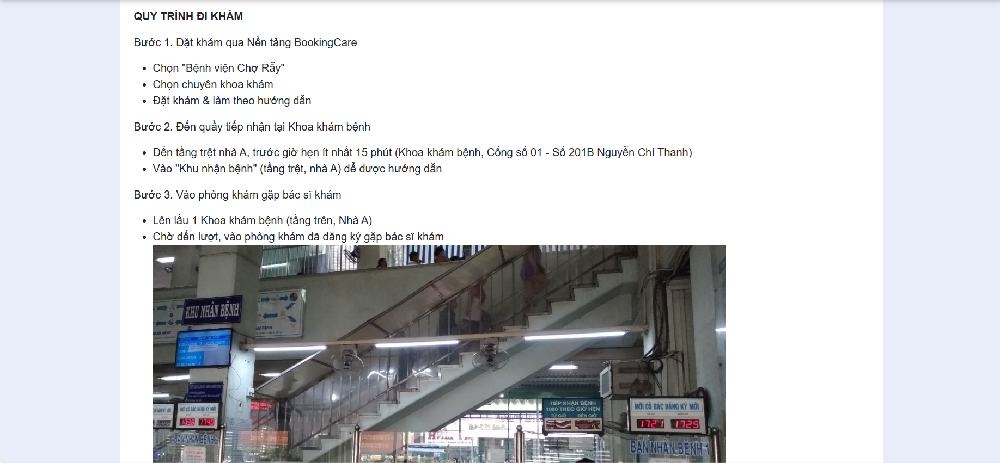 QUY TRÌNH ĐI KHÁM
Bước 1. Đặt khám qua Nền tảng BookingCare
Chọn "Bệnh viện Chợ Rẫy"
Chọn chuyên khoa khám
Đặt khám & làm theo hướng dẫn
Bước 2. Đến quầy tiếp nhận tại Khoa khám bệnh
Đến tầng trệt nhà A, trước giờ hẹn ít nhất 15 phút (Khoa khám bệnh, Cổng số 01 - Số 201B Nguyễn Chí Thanh)
Vào "Khu nhận bệnh" (tầng trệt, nhà A) để được hướng dẫn
Bước 3. Vào phòng khám gặp bác sĩ khám
Lên lầu 1 Khoa khám bệnh (tầng trên, Nhà A)
Chờ đến lượt, vào phòng khám đã đăng ký gặp bác sĩ khám
KHU NHẬN BỆNH
MỜI CÔ BÁC ĐĂNG KÝ MỚI
1740
BÀN NHẬN BỆNH 2
TIẾP NHẬN BỆNH
1080 THEO GIỜ HẸN
TỪ GIỜ ĐẾN GIỜ
MỜI CÔ BÁC ĐĂNG KÝ MỚI
TỪ SỐ ĐẾN SỐ
1721 1725
BÀN NHẬN BỆNH 1